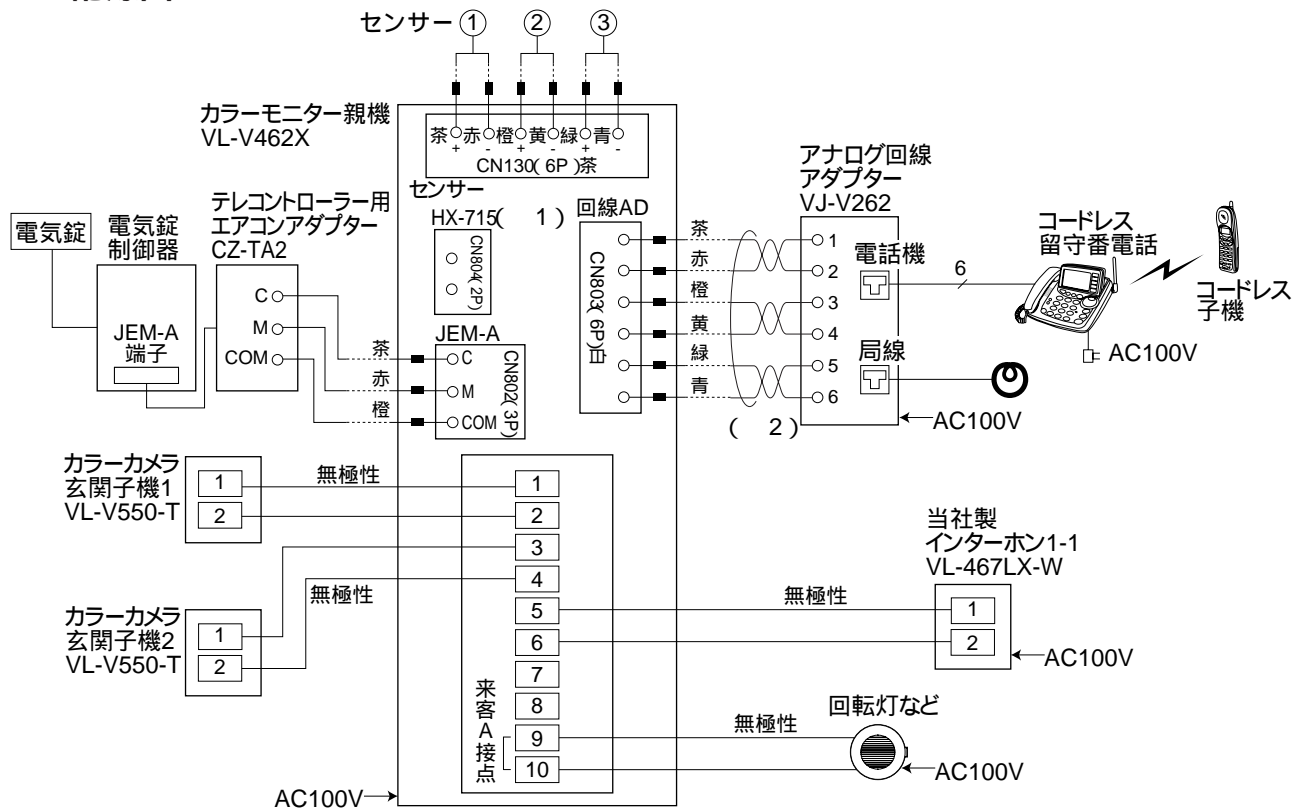 センサー ① ② ③
カラーモニター親機
VL-V462X
茶 赤 橙 黄 緑 青
+ - + - + -
CN130(6P)茶
センサー
HX-715( 1)
CN804(2P)
回線AD
CN803(6P)白
茶
赤
橙
黄
緑
青
( 2)
アナログ回線
アダプター
VJ-V262
1
2
3
4
5
6
電話機
局線
6
AC100V
コードレス
留守番電話
AC100V
コードレス
子機
電気錠
電気錠
制御器
JEM-A
端子
テレコントローラー用
エアコンアダプター
CZ-TA2
C
M
COM
茶
赤
橙
JEM-A
C
M
COM
CN802(3P)
カラーカメラ
玄関子機1
VL-V550-T
1
2
無極性
カラーカメラ
玄関子機2
VL-V550-T
1
2
無極性
1
2
3
4
5
6
7
8
9
10
来客A接点
無極性
当社製
インターホン1-1
VL-467LX-W
1
2
AC100V
無極性
回転灯など
AC100V
AC100V